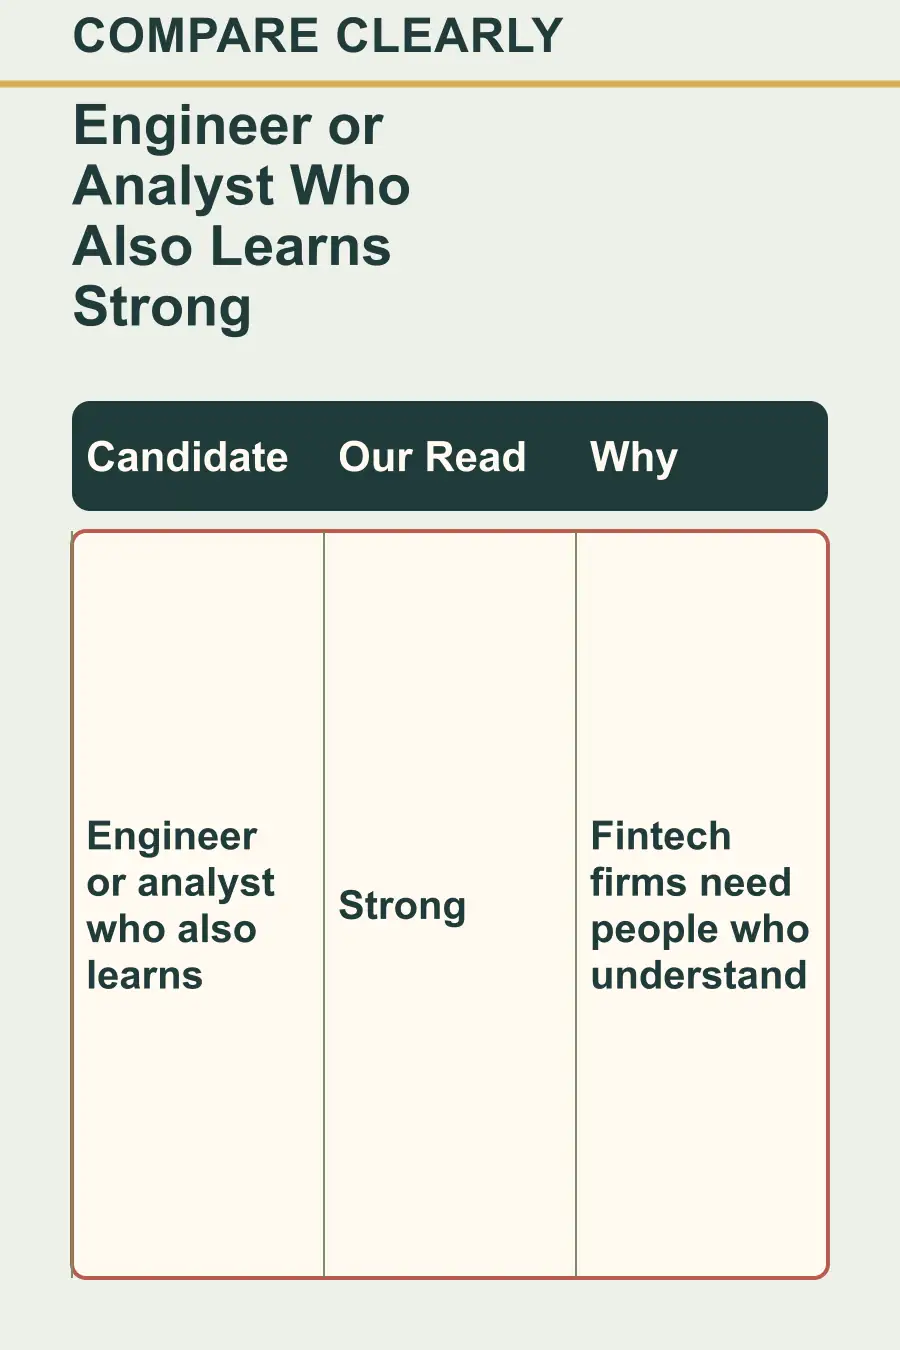 COMPARE CLEARLY
Engineer or
Analyst Who
Also Learns
Strong
Candidate Our Read Why
Engineer
or analyst
who also
learns
Strong
Fintech
firms need
people who
understand